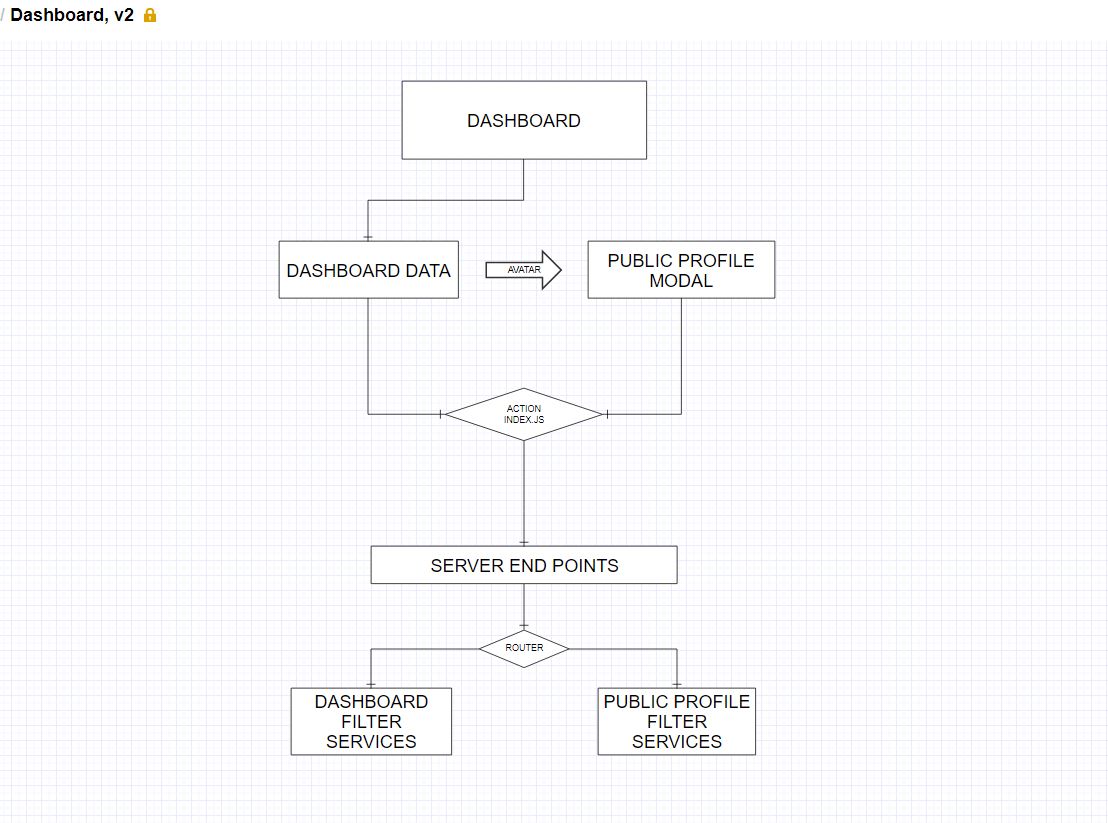 / Dashboard, v2
DASHBOARD
DASHBOARD DATA
AVATAR
PUBLIC PROFILE
MODAL
ACTION
INDEX.JS
SERVER END POINTS
ROUTER
DASHBOARD
FILTER
SERVICES
PUBLIC PROFILE
FILTER
SERVICES